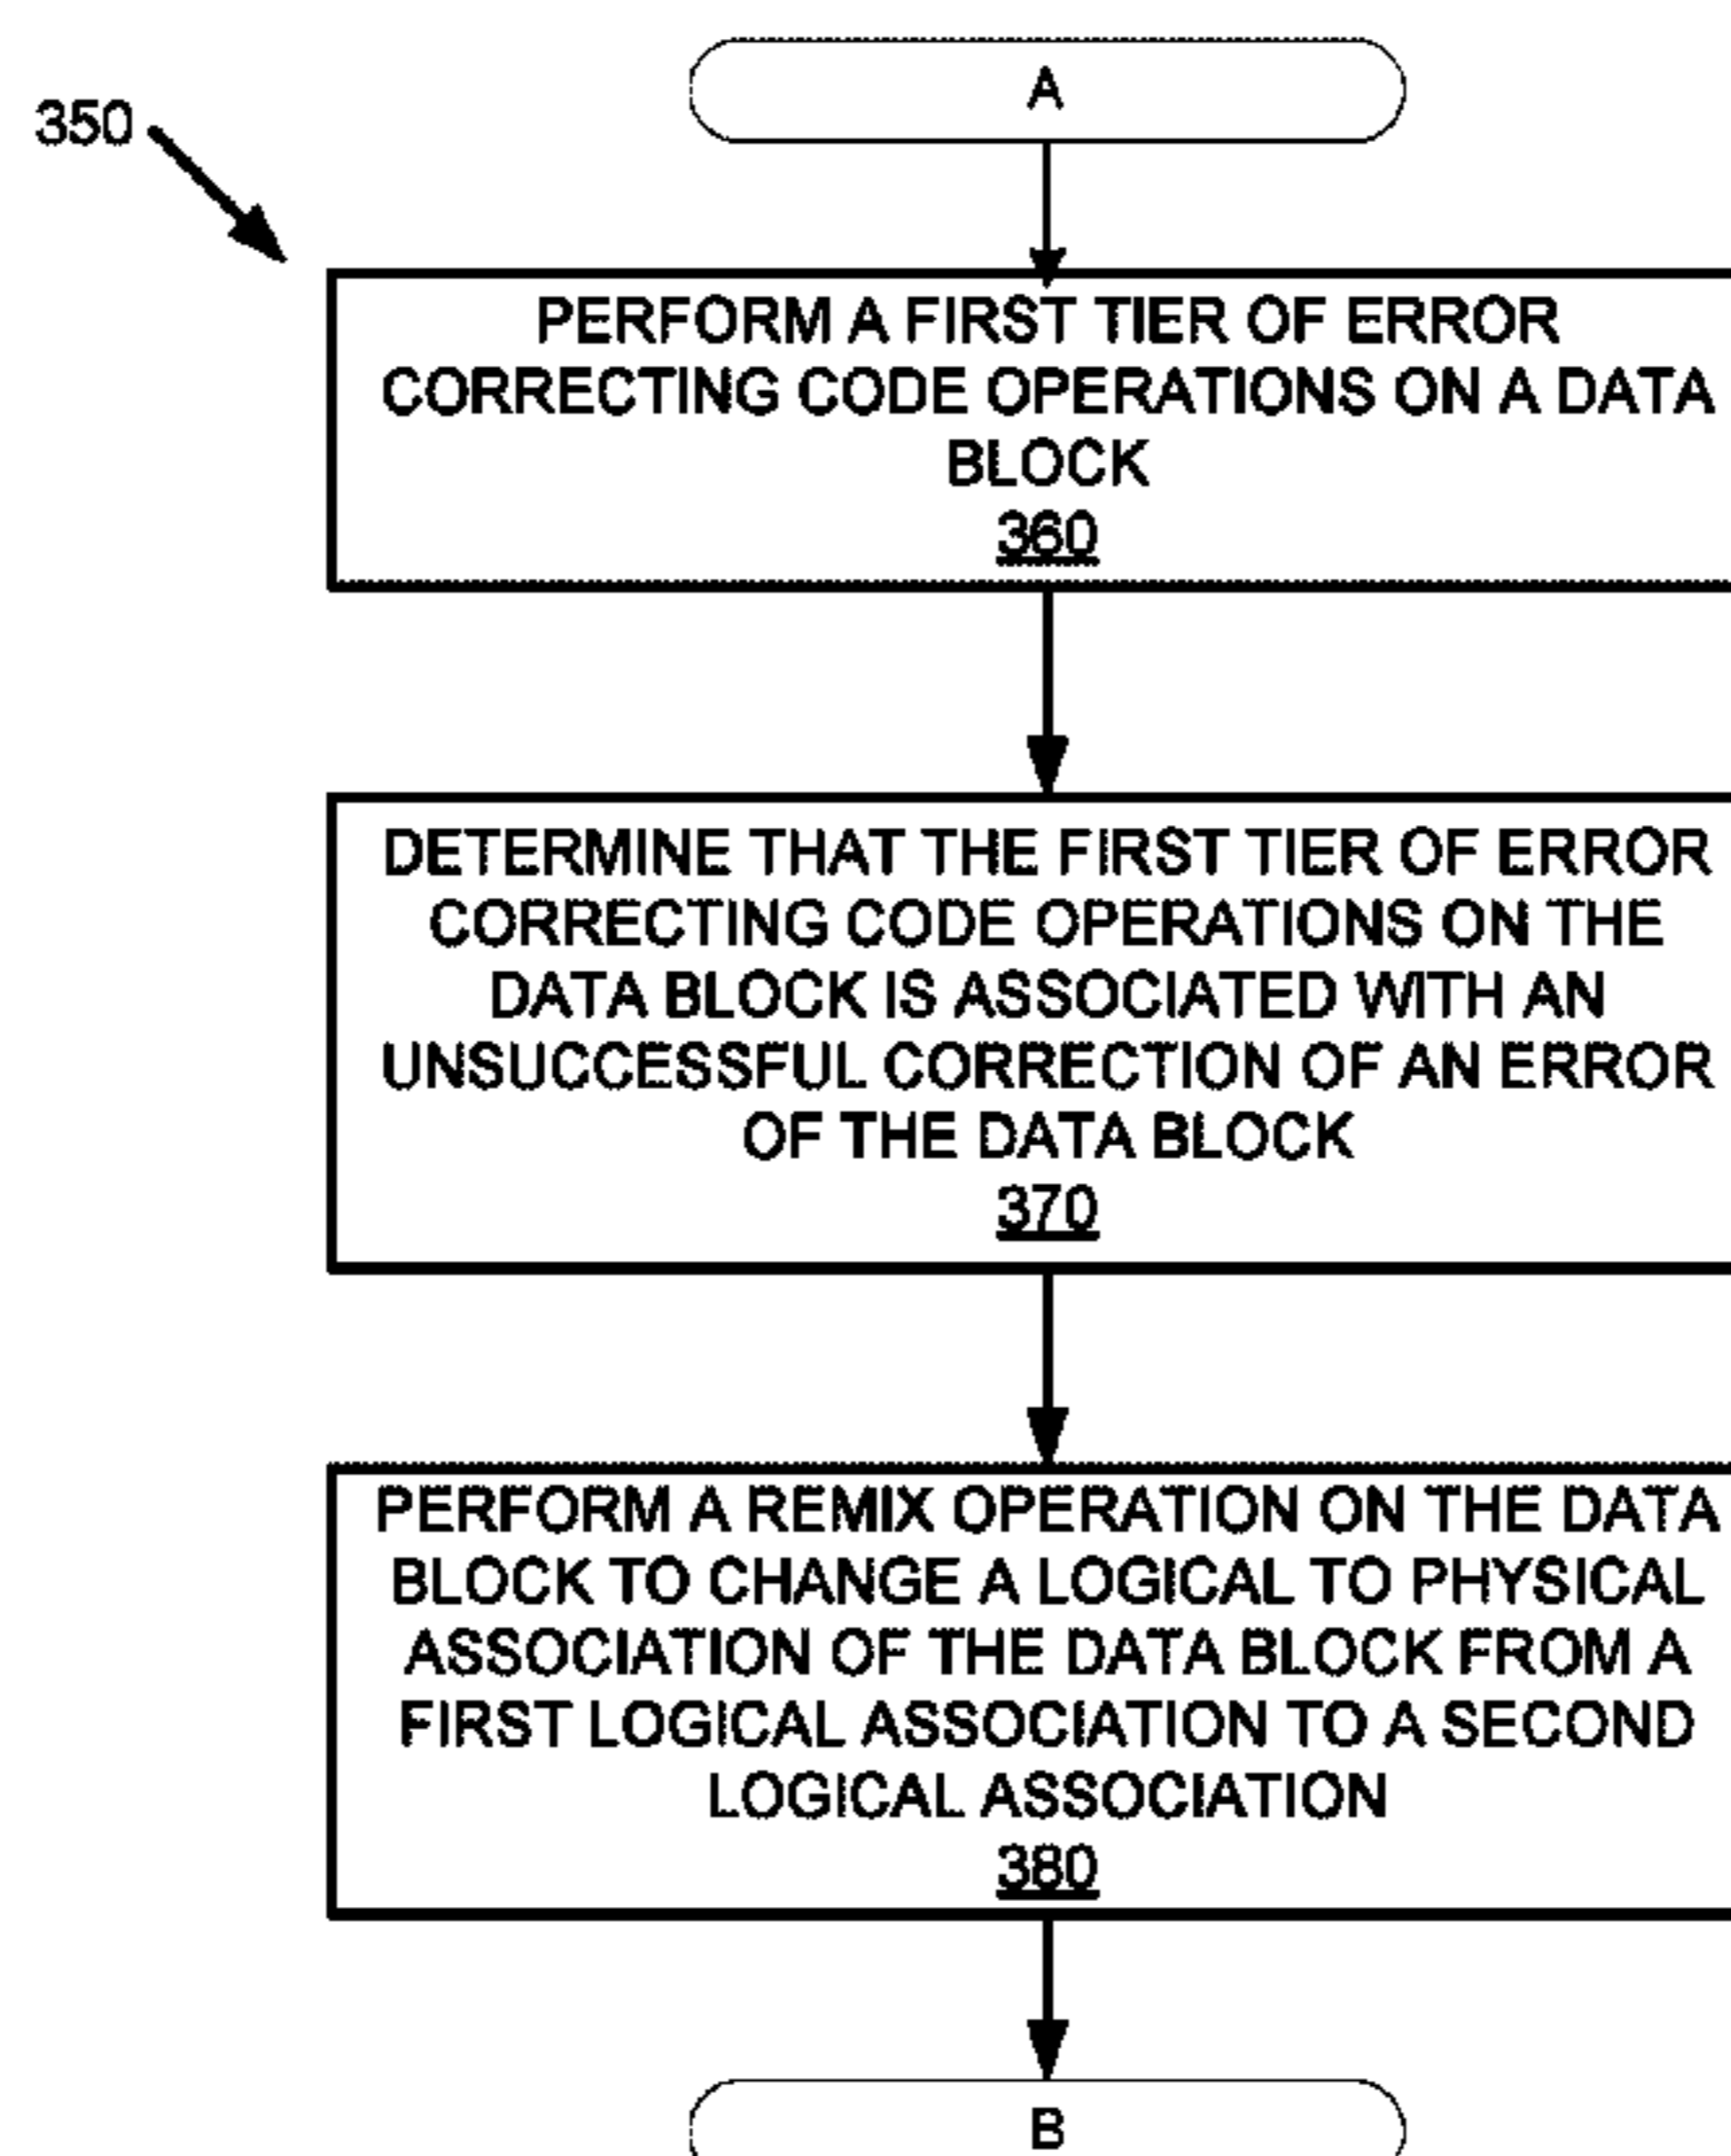 A
350
PERFORM A FIRST TIER OF ERROR
CORRECTING CODE OPERATIONS ON A DATA
BLOCK
360
DETERMINE THAT THE FIRST TIER OF ERROR
CORRECTING CODE OPERATIONS ON THE
DATA BLOCK IS ASSOCIATED WITH AN
UNSUCCESSFUL CORRECTION OF AN ERROR
OF THE DATA BLOCK
370
PERFORM A REMIX OPERATION ON THE DATA
BLOCK TO CHANGE A LOGICAL TO PHYSICAL
ASSOCIATION OF THE DATA BLOCK FROM A
FIRST LOGICAL ASSOCIATION TO A SECOND
LOGICAL ASSOCIATION
380
B